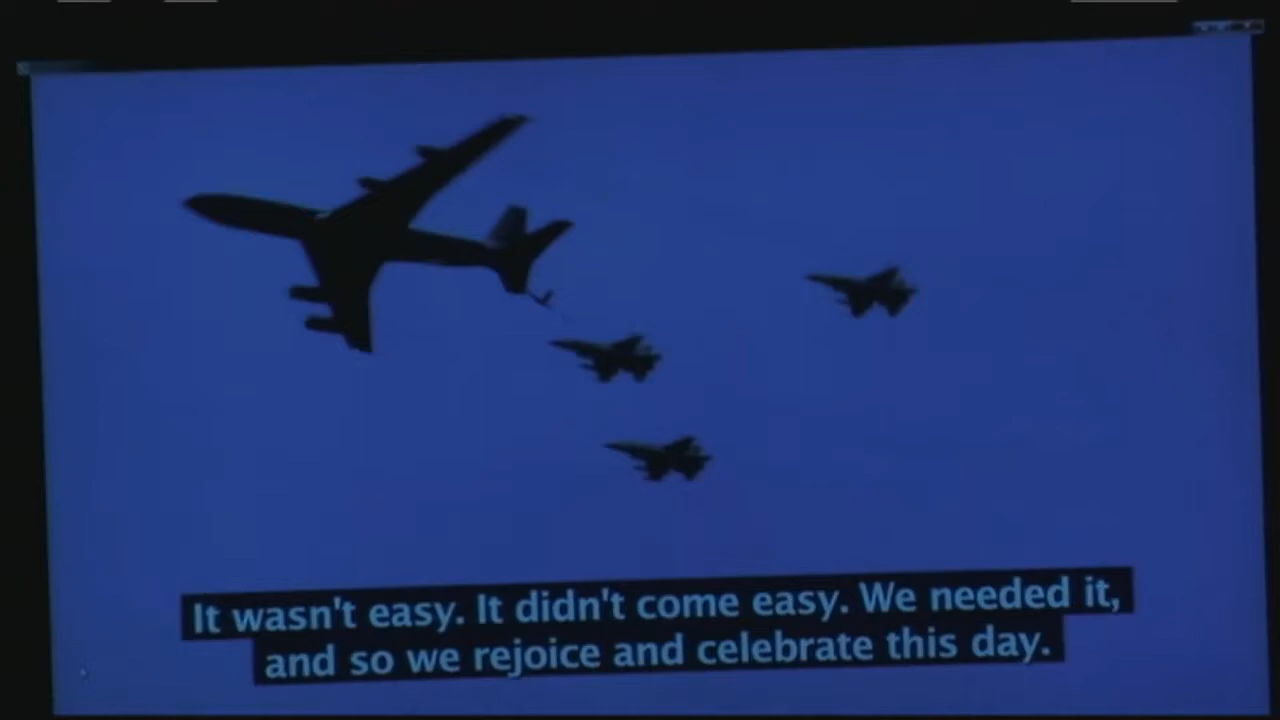 It wasn't easy. It didn't come easy. We needed it,
and so we rejoice and celebrate this day.